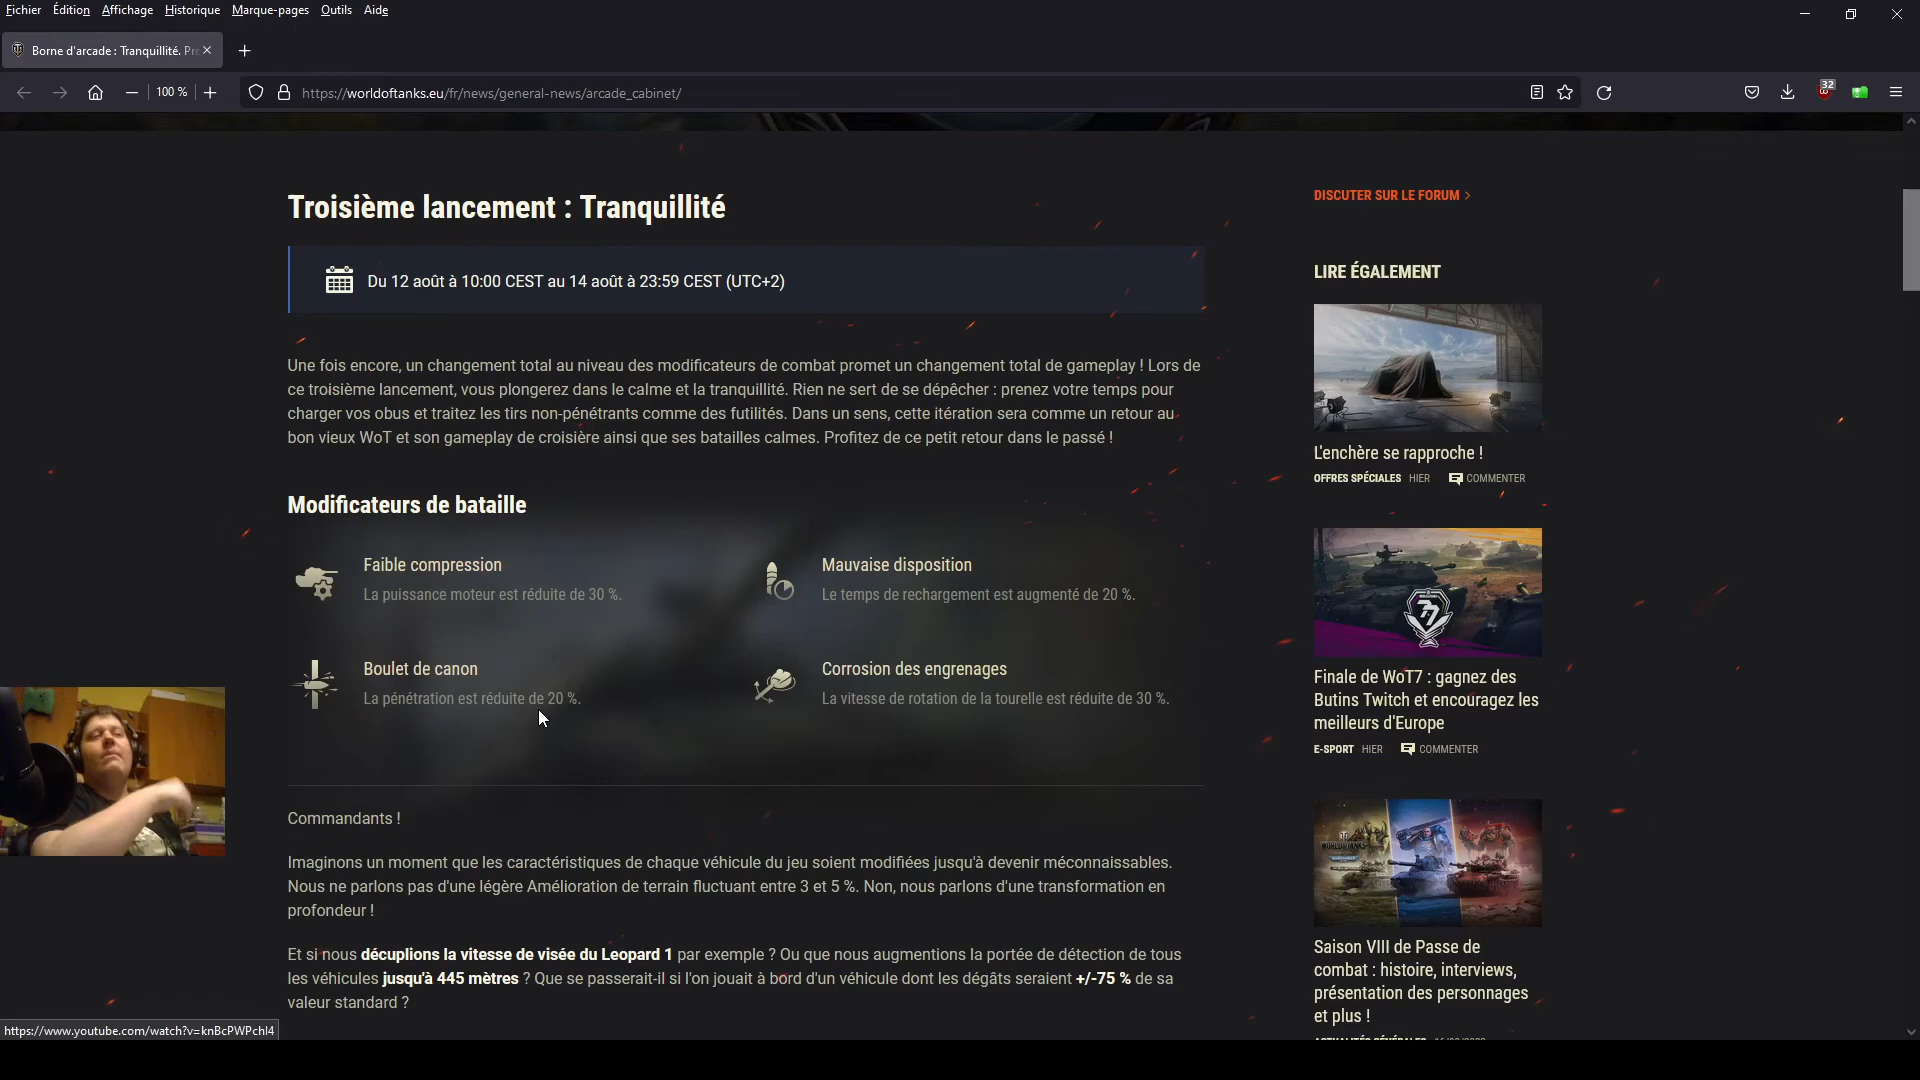 Fichier Édition Affichage Historique Marque-pages Outils Aide
Borne d'arcade : Tranquillité. Pr
100 %
https://worldoftanks.eu/fr/news/general-news/arcade_cabinet/
32
Troisième lancement : Tranquillité
Du 12 août à 10:00 CEST au 14 août à 23:59 CEST (UTC+2)
Une fois encore, un changement total au niveau des modificateurs de combat promet un changement total de gameplay ! Lors de
ce troisième lancement, vous plongerez dans le calme et la tranquillité. Rien ne sert de se dépêcher : prenez votre temps pour
charger vos obus et traitez les tirs non-pénétrants comme des futilités. Dans un sens, cette itération sera comme un retour au
bon vieux WoT et son gameplay de croisière ainsi que ses batailles calmes. Profitez de ce petit retour dans le passé !
Modificateurs de bataille
Faible compression
La puissance moteur est réduite de 30 %.
Mauvaise disposition
Le temps de rechargement est augmenté de 20 %.
Boulet de canon
La pénétration est réduite de 20 %.
Corrosion des engrenages
La vitesse de rotation de la tourelle est réduite de 30 %.
Commandants !
Imaginons un moment que les caractéristiques de chaque véhicule du jeu soient modifiées jusqu'à devenir méconnaissables.
Nous ne parlons pas d'une légère Amélioration de terrain fluctuant entre 3 et 5 %. Non, nous parlons d'une transformation en
profondeur !
Et si nous décuplions la vitesse de visée du Leopard 1 par exemple ? Ou que nous augmentions la portée de détection de tous
les véhicules jusqu'à 445 mètres ? Que se passerait-il si l'on jouait à bord d'un véhicule dont les dégâts seraient +/-75 % de sa
valeur standard ?
DISCUTER SUR LE FORUM >
LIRE ÉGALEMENT
L'enchère se rapproche !
OFFRES SPÉCIALES HIER COMMENTER
Finale de WoT7 : gagnez des
Butins Twitch et encouragez les
meilleurs d'Europe
E-SPORT HIER COMMENTER
Saison VIII de Passe de
combat : histoire, interviews,
présentation des personnages
et plus !
https://www.youtube.com/watch?v=knBcPWPchl4